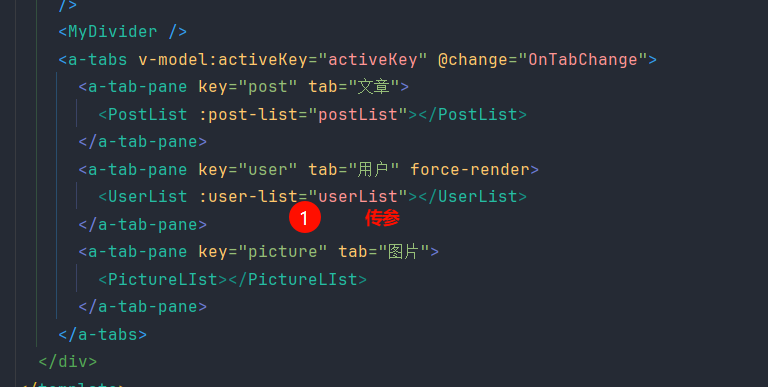 />
<MyDivider />
<a-tabs v-model:activeKey="activeKey" @change="OnTabChange">
<a-tab-pane key="post" tab="文章">
<PostList :post-list="postList"></PostList>
</a-tab-pane>
<a-tab-pane key="user" tab="用户" force-render>
<UserList :user-list="userList"></UserList>
1 传参
</a-tab-pane>
<a-tab-pane key="picture" tab="图片">
<PictureLIst></PictureLIst>
</a-tab-pane>
</a-tabs>
</div>
</template>